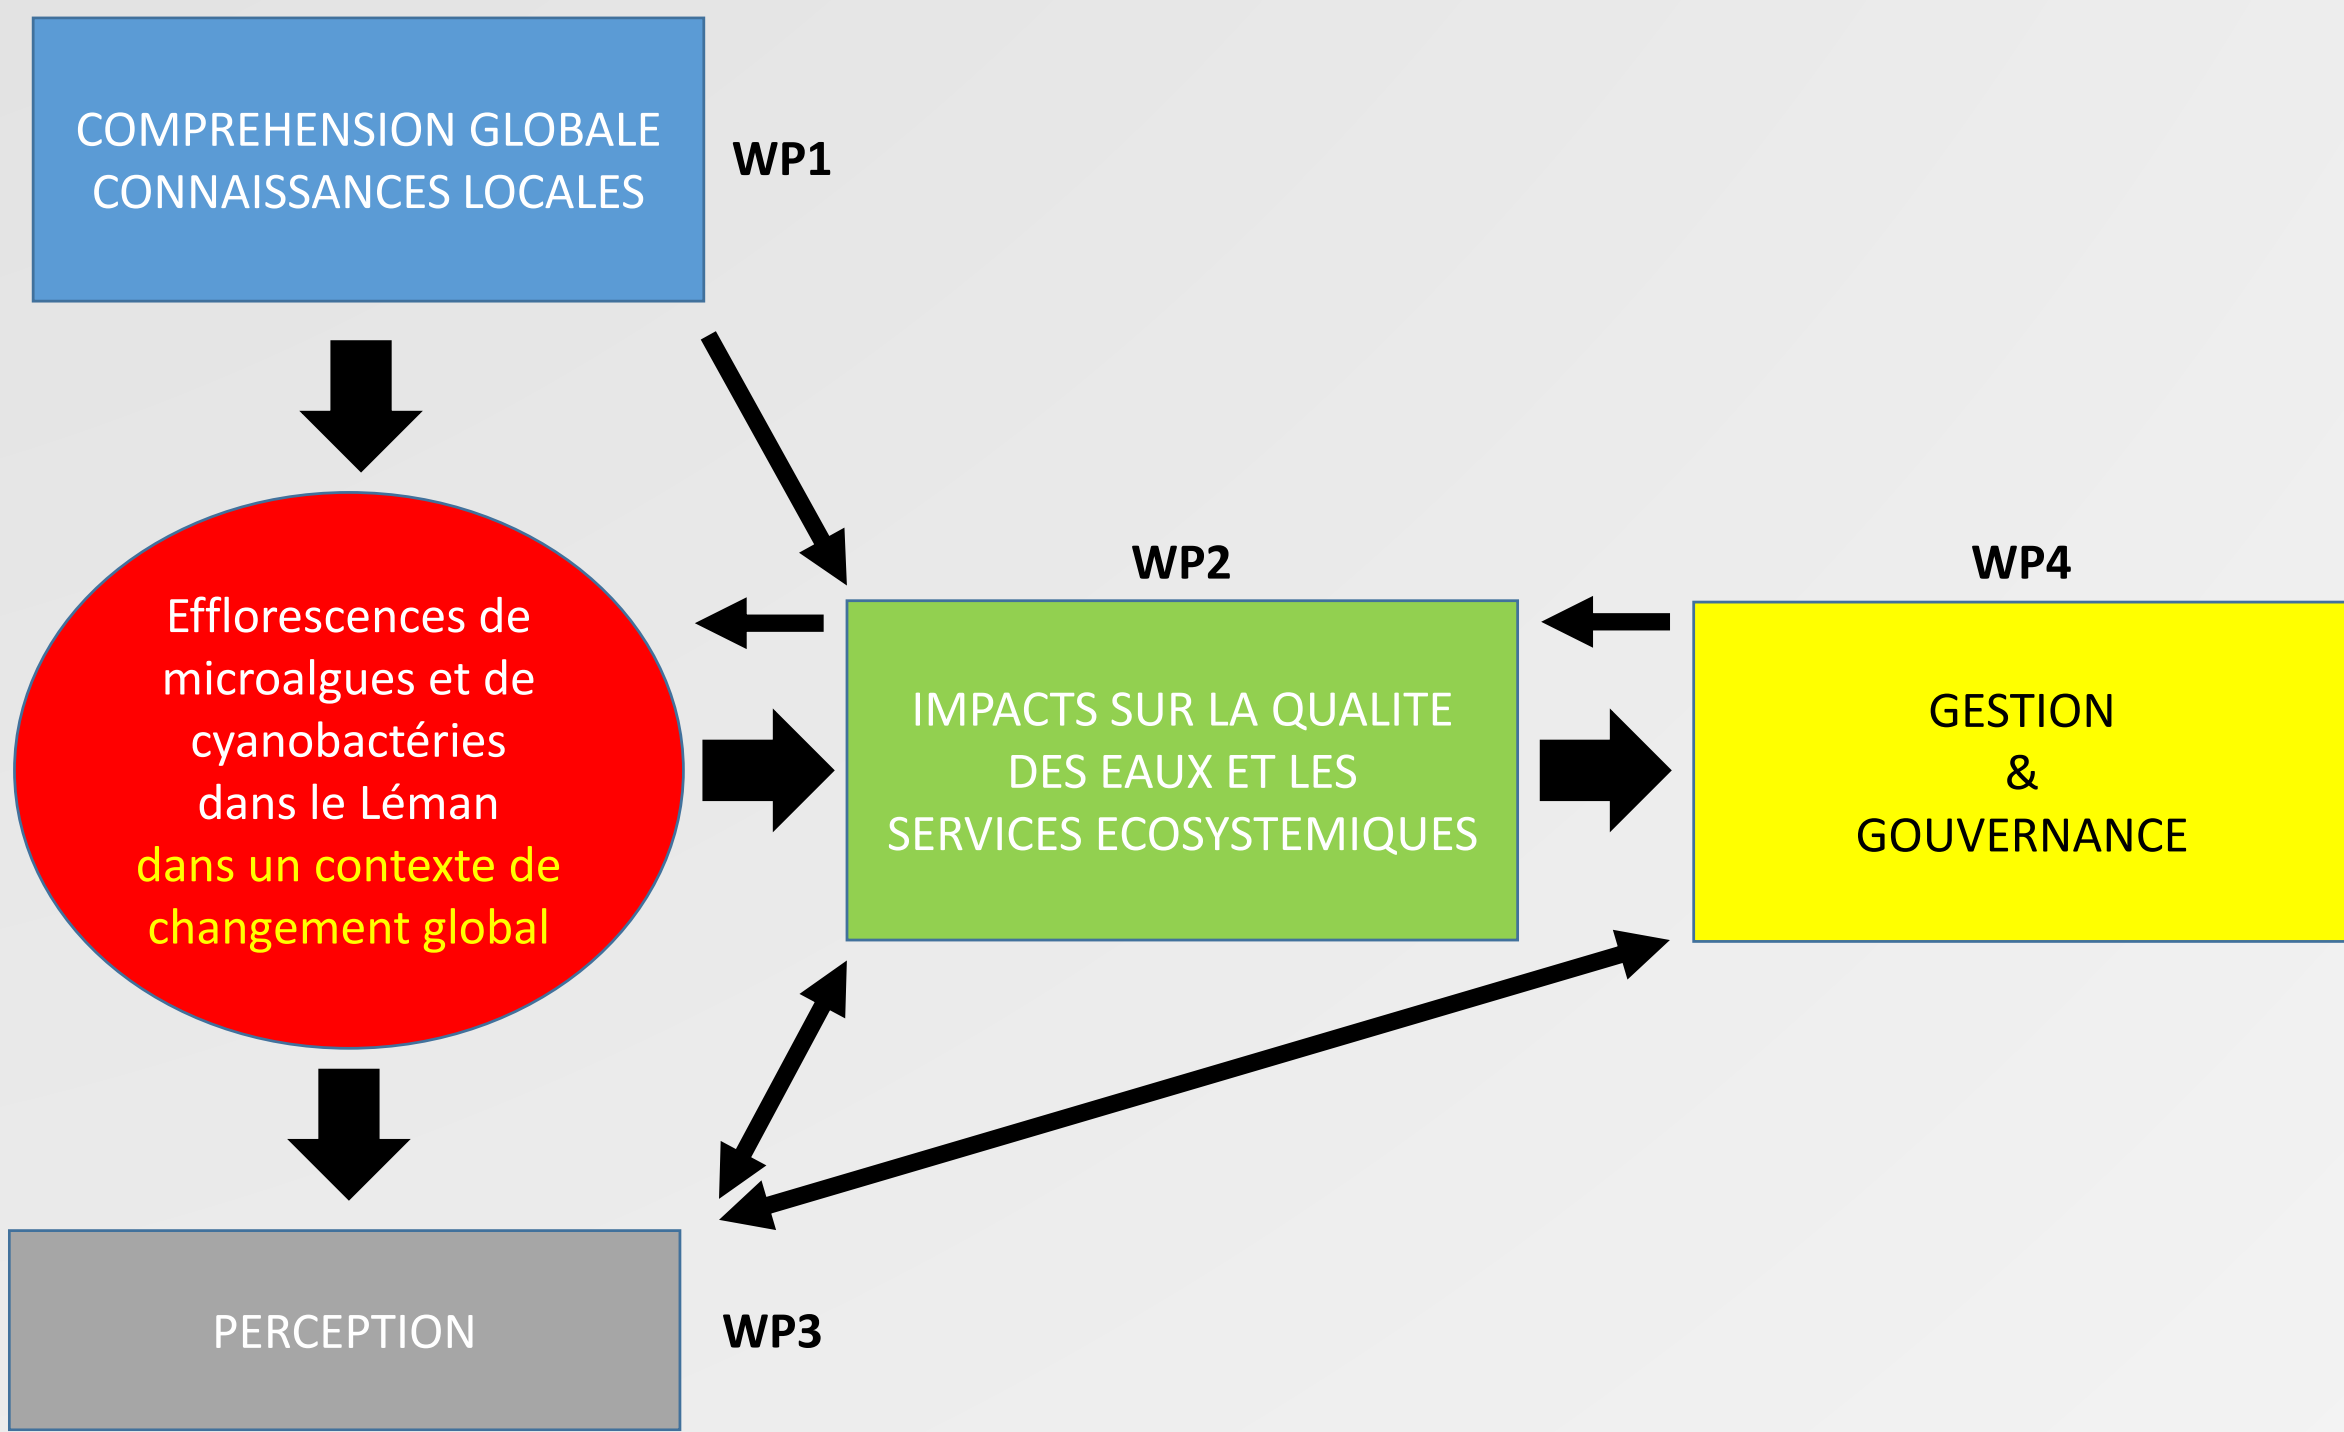 COMPREHENSION GLOBALE
CONNAISSANCES LOCALES
WP1
Efflorescences de
microalgues et de
cyanobactéries
dans le Léman
dans un contexte de
changement global
WP2
IMPACTS SUR LA QUALITE
DES EAUX ET LES
SERVICES ECOSYSTEMIQUES
WP4
GESTION
&
GOUVERNANCE
PERCEPTION
WP3